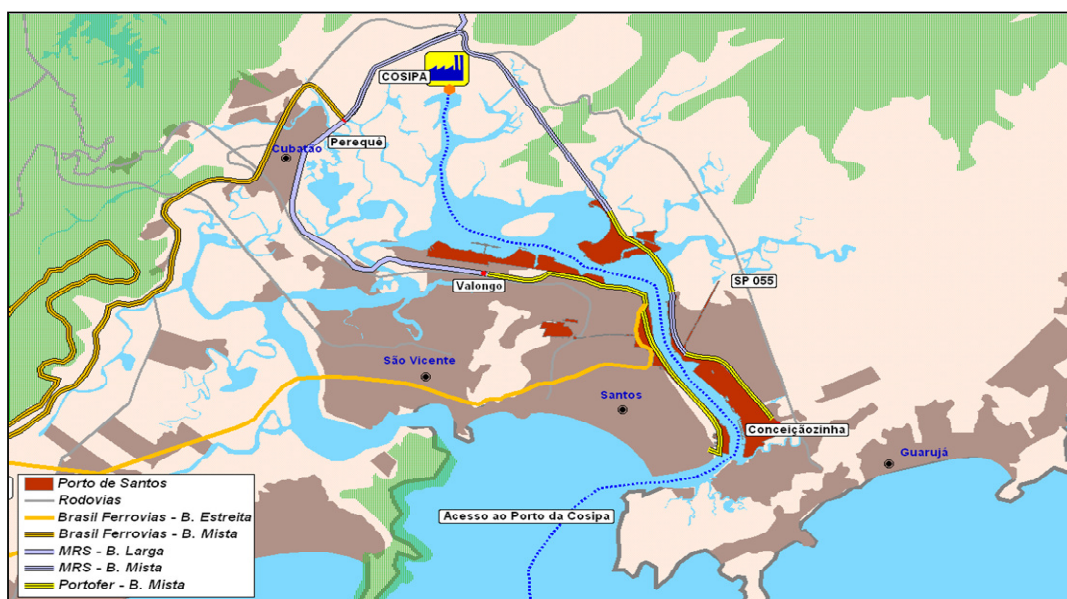 COSIPA
Perequê
Cubatão
SP 055
Valongo
São Vicente
Santos
Conceiçãozinha
Guarujá
Acesso ao Porto da Cosipa
Porto de Santos
Rodovias
Brasil Ferrovias - B. Estreita
Brasil Ferrovias - B. Mista
MRS - B. Larga
MRS - B. Mista
Portofer - B. Mista